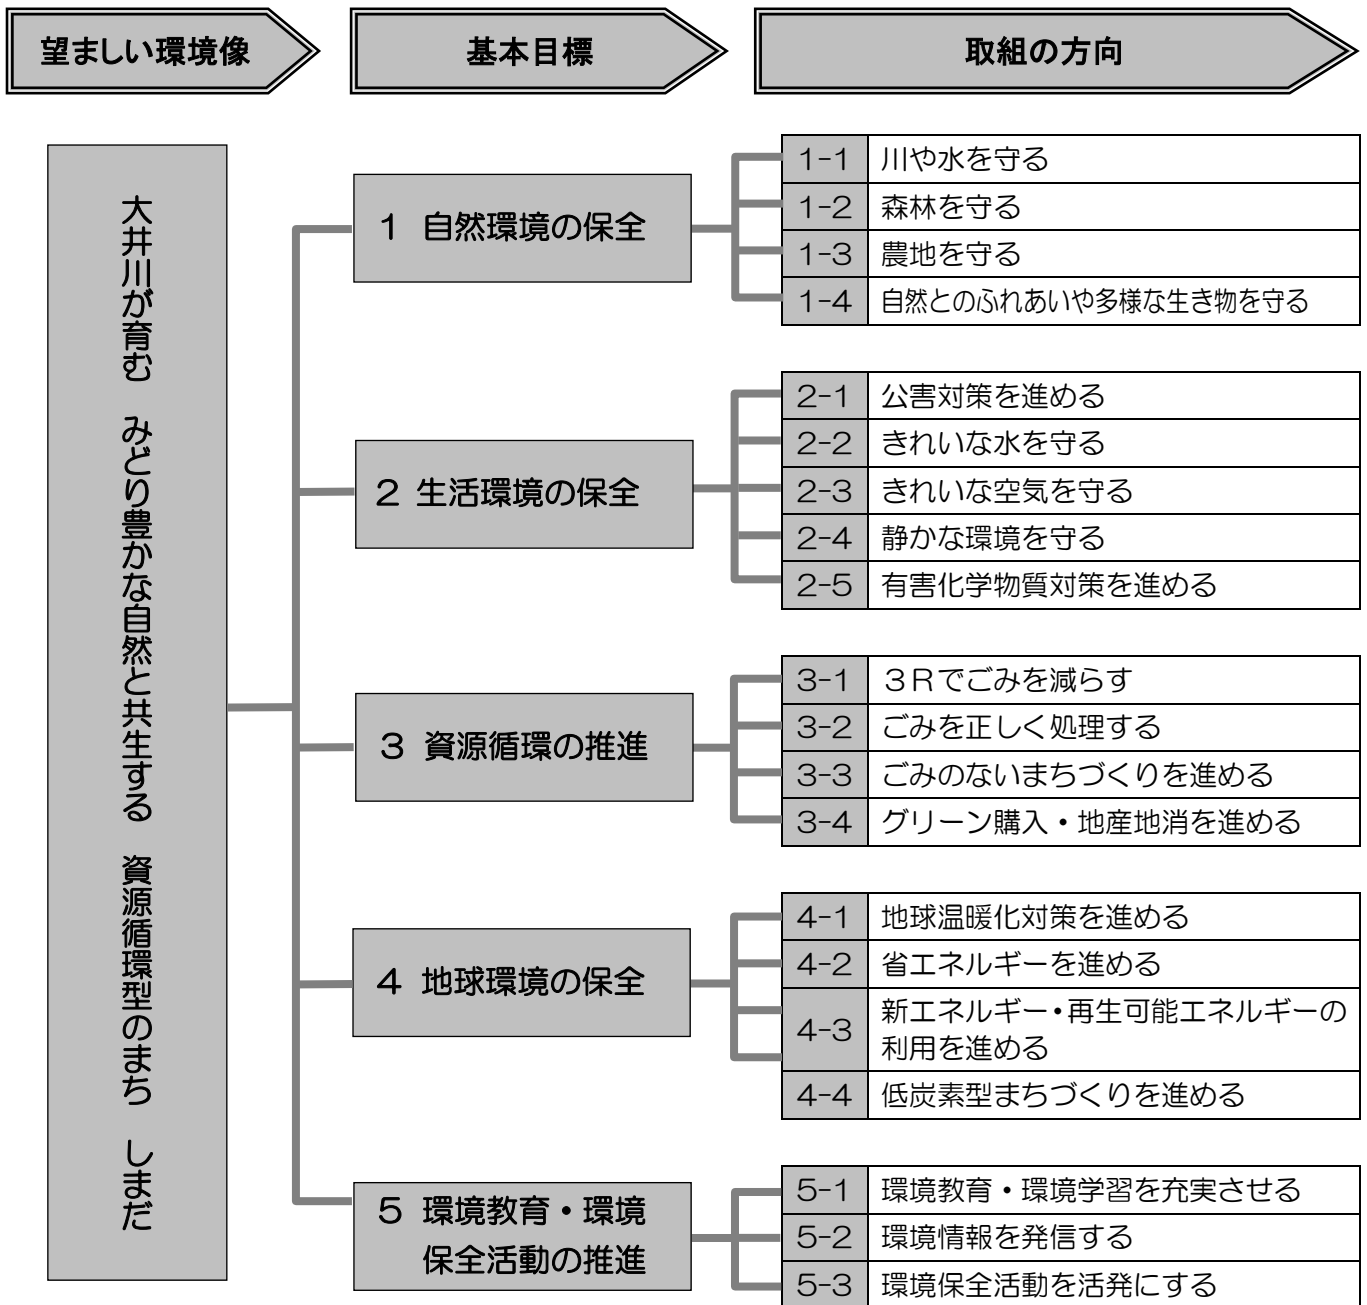 望ましい環境像
基本目標
取組の方向
大井川が育む みどり豊かな自然と共生する 資源循環型のまち しまだ
1 自然環境の保全
1-1 川や水を守る
1-2 森林を守る
1-3 農地を守る
1-4 自然とのふれあいや多様な生き物を守る
2 生活環境の保全
2-1 公害対策を進める
2-2 きれいな水を守る
2-3 きれいな空気を守る
2-4 静かな環境を守る
2-5 有害化学物質対策を進める
3 資源循環の推進
3-1 3Rでごみを減らす
3-2 ごみを正しく処理する
3-3 ごみのないまちづくりを進める
3-4 グリーン購入・地産地消を進める
4 地球環境の保全
4-1 地球温暖化対策を進める
4-2 省エネルギーを進める
4-3 新エネルギー・再生可能エネルギーの
利用を進める
4-4 低炭素型まちづくりを進める
5 環境教育・環境
保全活動の推進
5-1 環境教育・環境学習を充実させる
5-2 環境情報を発信する
5-3 環境保全活動を活発にする